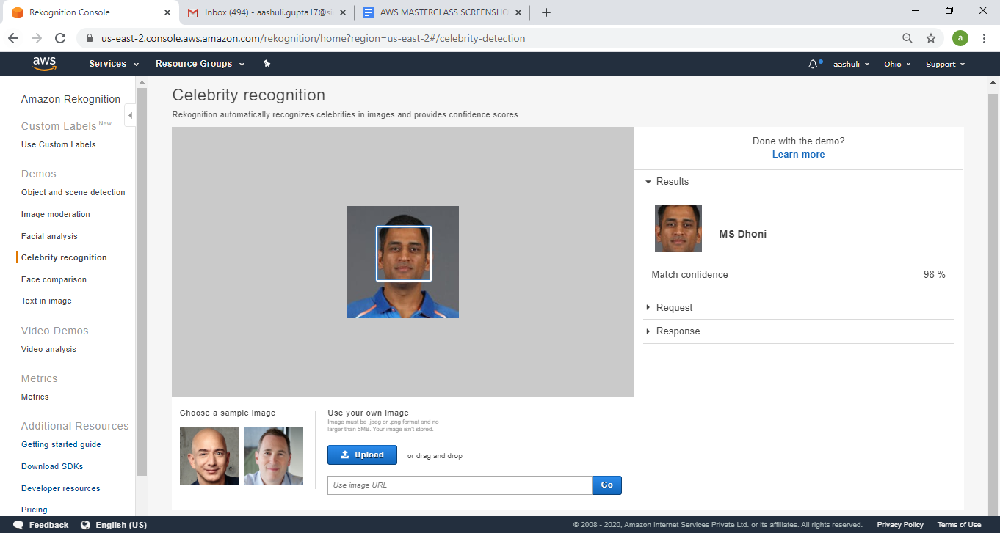 Rekognition Console
Inbox (494) - aashuli.gupta17@si
AWS MASTERCLASS SCREENSHO
us-east-2.console.aws.amazon.com/rekognition/home?region=us-east-2#/celebrity-detection
a
aws
Services
Resource Groups
aashuli
Ohio
Support
Amazon Rekognition
Custom Labels New
Use Custom Labels
Demos
Object and scene detection
Image moderation
Facial analysis
Celebrity recognition
Face comparison
Text in image
Video Demos
Video analysis
Metrics
Metrics
Additional Resources
Getting started guide
Download SDKs
Developer resources
Pricing
Celebrity recognition
Rekognition automatically recognizes celebrities in images and provides confidence scores.
Choose a sample image
Use your own image
Image must be .jpeg or .png format and no
larger than 5MB. Your image isn't stored.
Upload
or drag and drop
Use image URL
Go
Done with the demo?
Learn more
Results
MS Dhoni
Match confidence 98 %
Request
Response
Feedback
English (US)
© 2008 - 2020, Amazon Internet Services Private Ltd. or its affiliates. All rights reserved.
Privacy Policy
Terms of Use